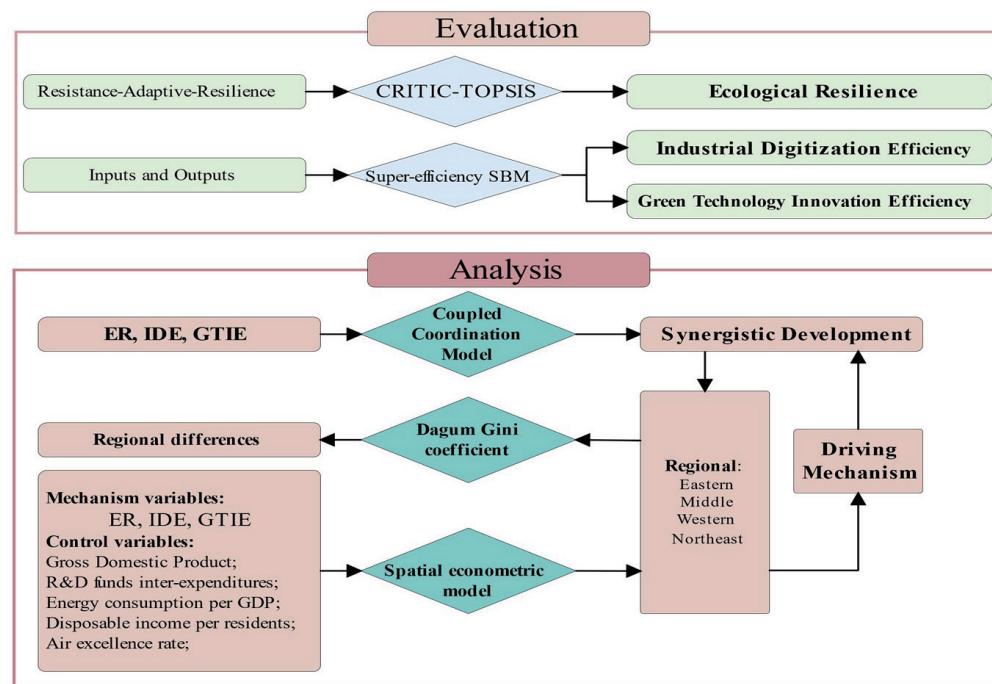 Evaluation
Resistance-Adaptive-Resilience
CRITIC-TOPSIS
Ecological Resilience
Inputs and Outputs
Super-efficiency SBM
Industrial Digitization Efficiency
Green Technology Innovation Efficiency
Analysis
ER, IDE, GTIE
Coupled
Coordination
Model
Synergistic Development
Regional differences
Dagum Gini
coefficient
Regional:
Eastern
Middle
Western
Northeast
Driving
Mechanism
Mechanism variables:
ER, IDE, GTIE
Control variables:
Gross Domestic Product;
R&D funds inter-expenditures;
Energy consumption per GDP;
Disposable income per residents;
Air excellence rate;
Spatial econometric
model